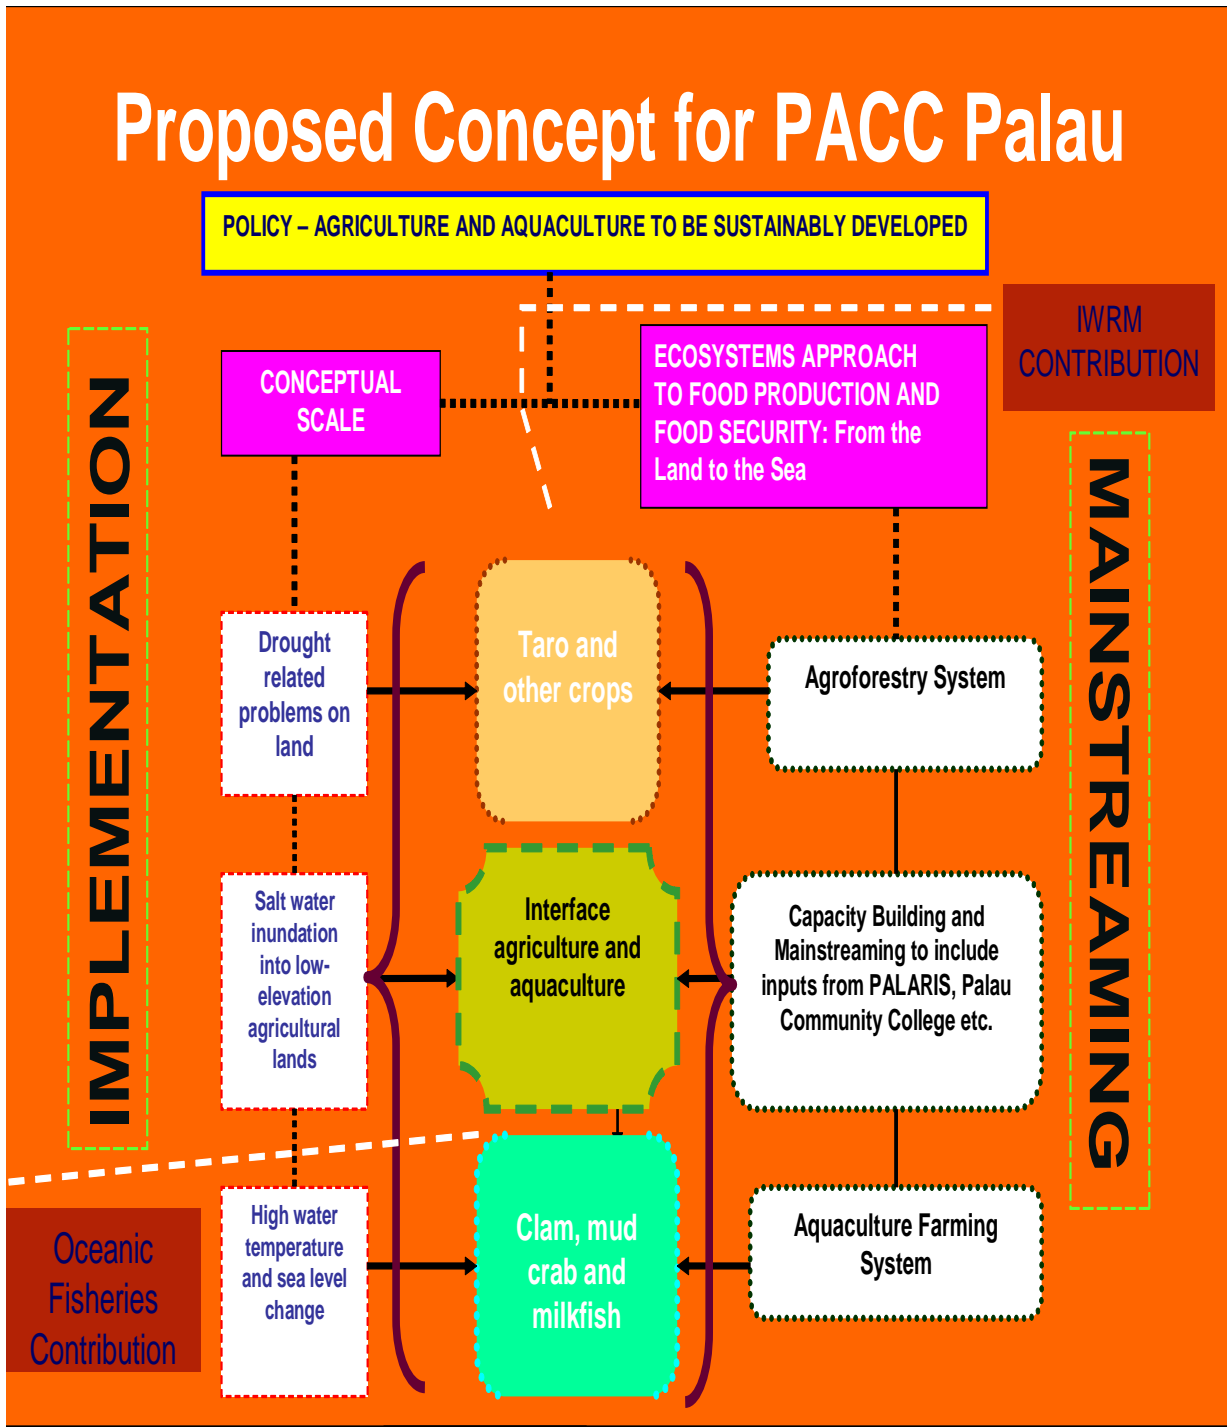 Proposed Concept for PACC Palau
POLICY – AGRICULTURE AND AQUACULTURE TO BE SUSTAINABLY DEVELOPED
IWRM
CONTRIBUTION
CONCEPTUAL
SCALE
ECOSYSTEMS APPROACH
TO FOOD PRODUCTION AND
FOOD SECURITY: From the
Land to the Sea
IMPLEMENTATION
MAINSTREAMING
Drought
related
problems on
land
Taro and
other crops
Agroforestry System
Salt water
inundation
into low-
elevation
agricultural
lands
Interface
agriculture and
aquaculture
Capacity Building and
Mainstreaming to include
inputs from PALARIS, Palau
Community College etc.
High water
temperature
and sea level
change
Clam, mud
crab and
milkfish
Aquaculture Farming
System
Oceanic
Fisheries
Contribution